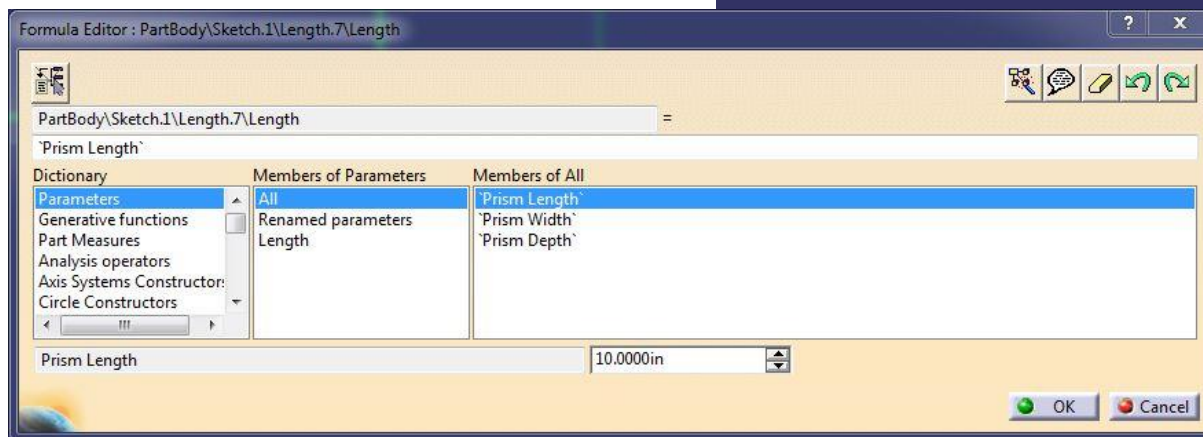 Formula Editor : PartBody\Sketch.1\Length.7\Length
? X
PartBody\Sketch.1\Length.7\Length =
`Prism Length`
Dictionary Members of Parameters Members of All
Parameters All `Prism Length`
Generative functions Renamed parameters `Prism Width`
Part Measures Length `Prism Depth`
Analysis operators
Axis Systems Constructor
Circle Constructors
Prism Length 10.0000in
OK Cancel